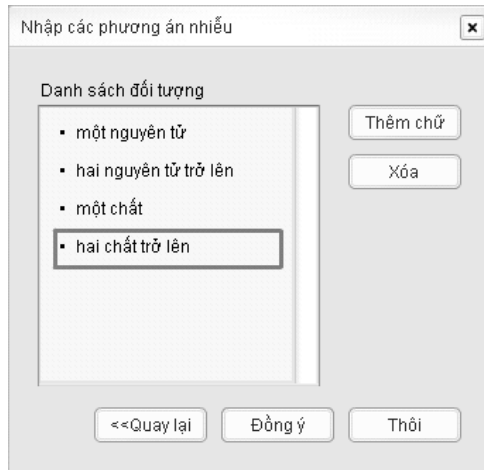 Nhập các phương án nhiễu
Danh sách đối tượng
▪ một nguyên tử
▪ hai nguyên tử trở lên
▪ một chất
▪ hai chất trở lên
Thêm chữ
Xóa
<<Quay lại
Đồng ý
Thôi